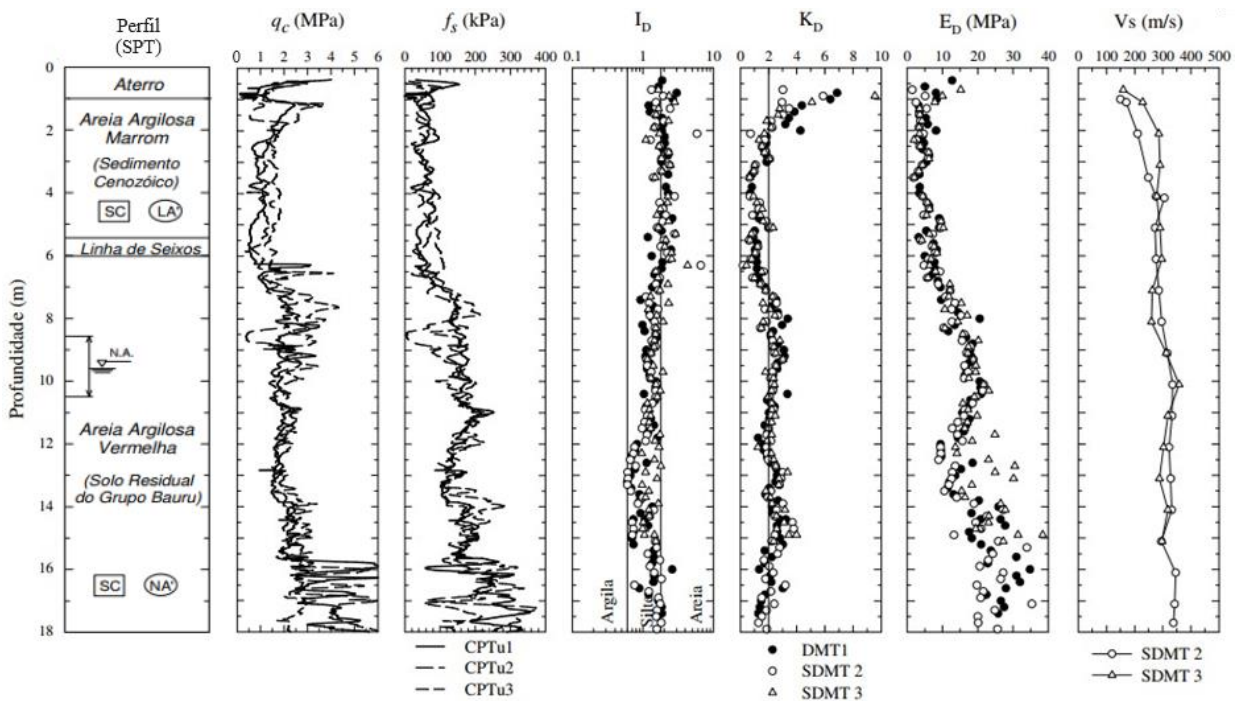 Perfil
(SPT)
q_c (MPa)
f_s (kPa)
I_D
K_D
E_D (MPa)
Vs (m/s)
0 1 2 3 4 5 6
0 100 200 300 400
0.1 1 10
0 2 4 6 8 10
0 10 20 30 40
0 100 200 300 400 500
Profundidade (m)
0
2
4
6
8
10
12
14
16
18
Aterro
Areia Argilosa
Marrom
(Sedimento
Cenozóico)
SC LA'
Linha de Seixos
N.A.
Areia Argilosa
Vermelha
(Solo Residual
do Grupo Bauru)
SC NA'
Argila
Silte
Areia
CPTu1
CPTu2
CPTu3
DMT1
SDMT 2
SDMT 3
SDMT 2
SDMT 3